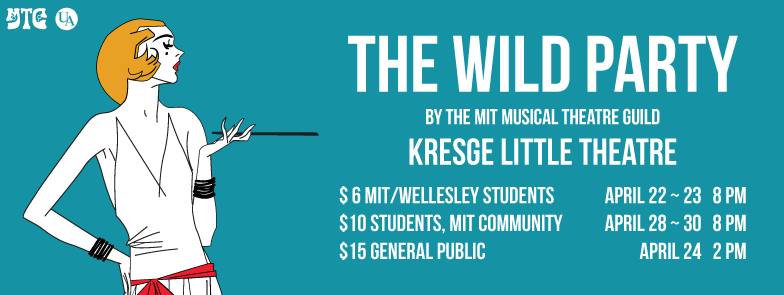 MTG UA
THE WILD PARTY
BY THE MIT MUSICAL THEATRE GUILD
KRESGE LITTLE THEATRE
$ 6 MIT/WELLESLEY STUDENTS APRIL 22 ~ 23 8 PM
$10 STUDENTS, MIT COMMUNITY APRIL 28 ~ 30 8 PM
$15 GENERAL PUBLIC APRIL 24 2 PM